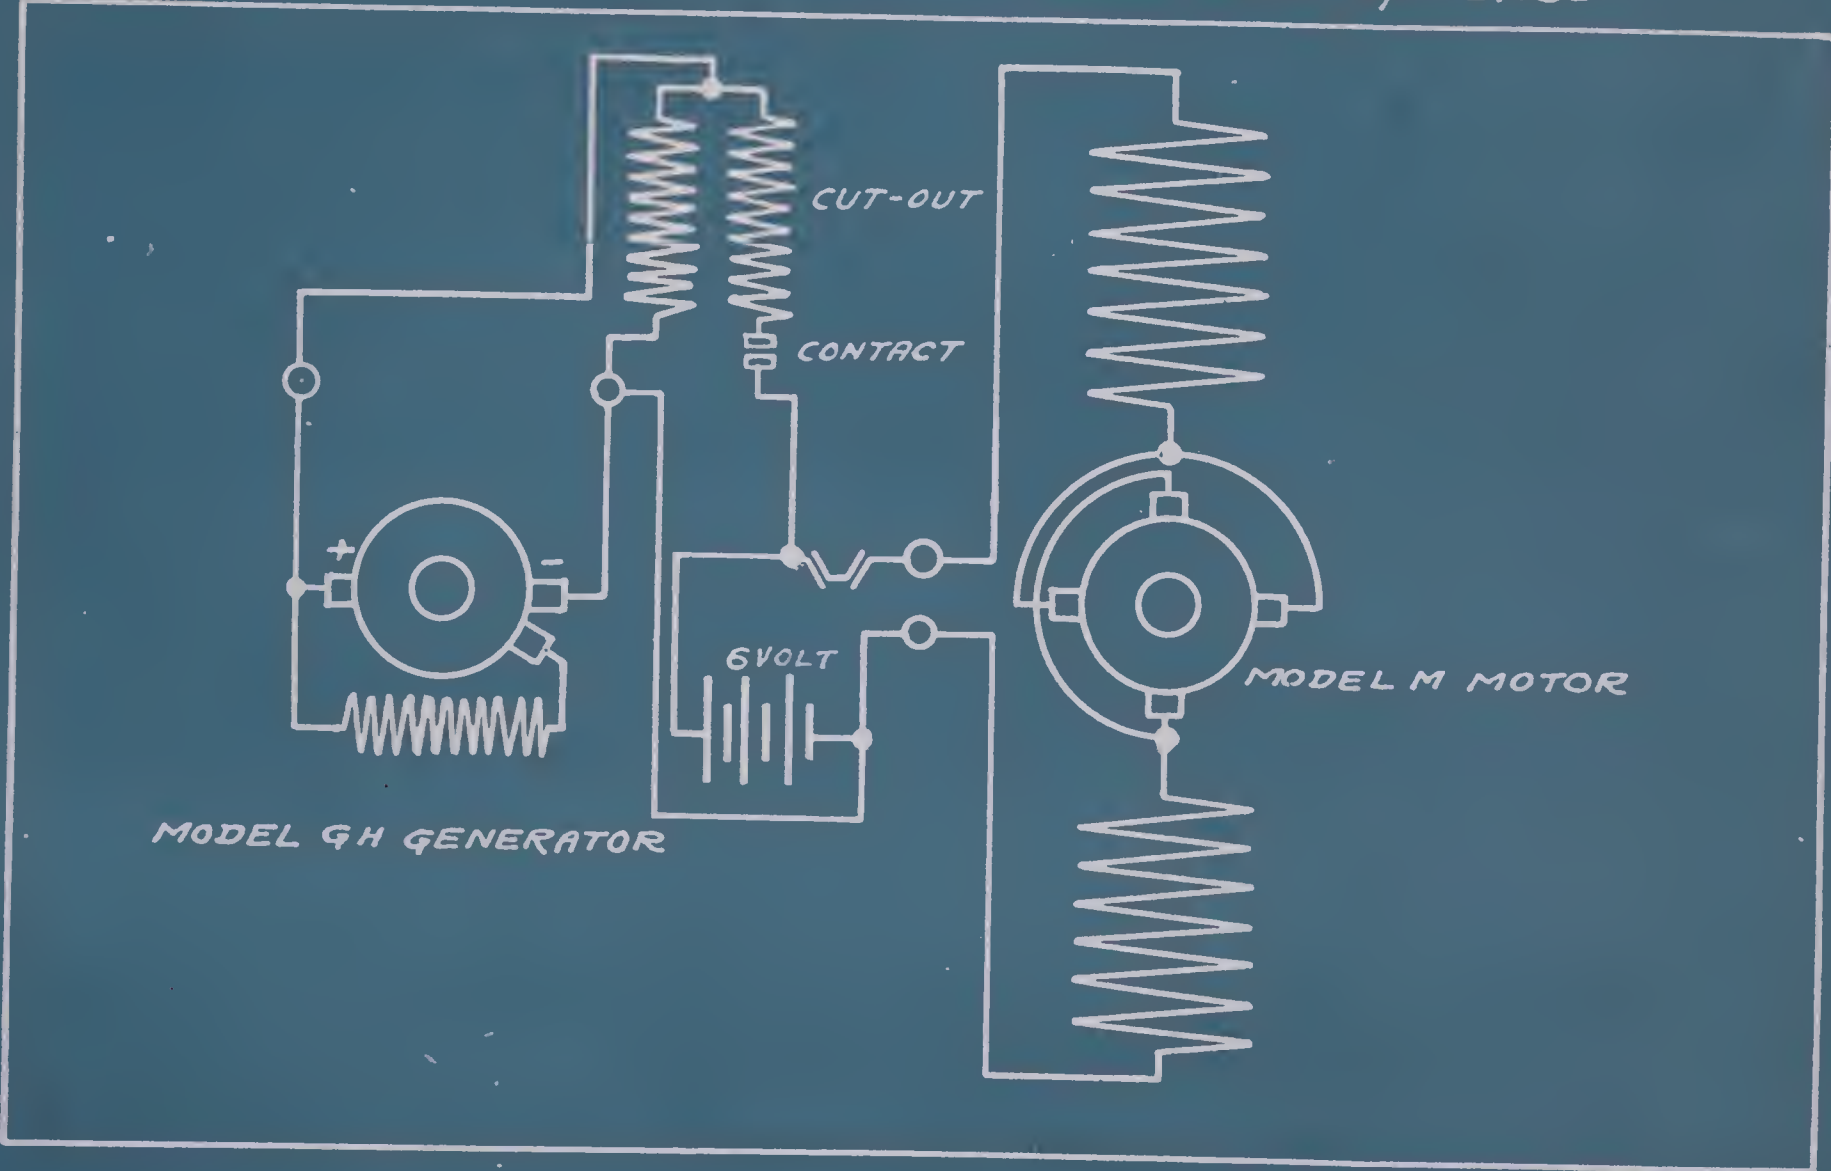 CUT-OUT
CONTACT
+
-
6 VOLT
MODEL M MOTOR
MODEL GH GENERATOR